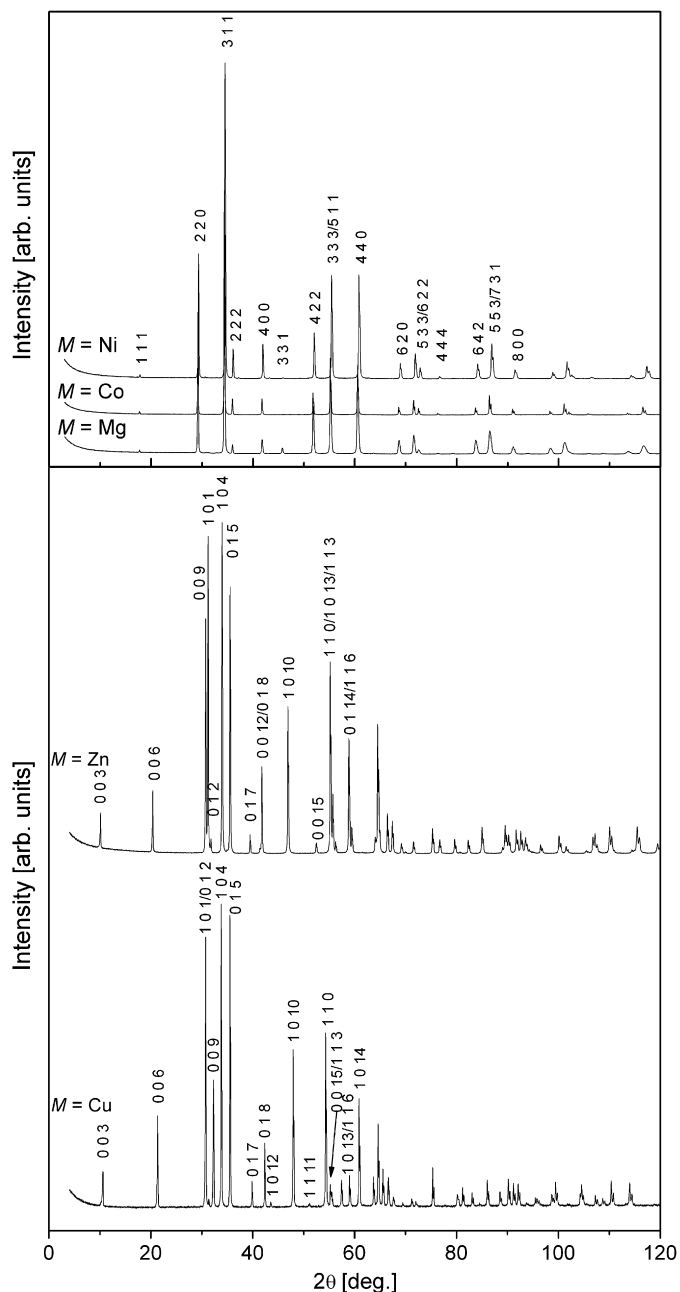 Intensity [arb. units]
3 1 1
2 2 0
3 3 3/5 1 1
4 4 0
M = Ni
1 1 1
2 2 2
4 0 0
3 3 1
4 2 2
6 2 0
5 3 3/6 2 2
4 4 4
6 4 2
5 5 3/7 3 1
8 0 0
M = Co
M = Mg
Intensity [arb. units]
1 0 1
1 0 4
0 0 9
0 1 5
M = Zn
0 0 3
0 0 6
0 1 2
0 1 7
0 0 12/0 1 8
1 0 10
0 0 15
1 1 0/1 0 13/1 1 3
0 1 14/1 1 6
1 0 1/0 1 2
1 0 4
0 1 5
M = Cu
0 0 3
0 0 6
0 0 9
0 1 7
0 1 8
1 0 12
1 0 10
1 1 11
1 1 0
0 0 15/1 1 3
1 0 13/1 1 6
1 0 14
0 20 40 60 80 100 120
2θ [deg.]